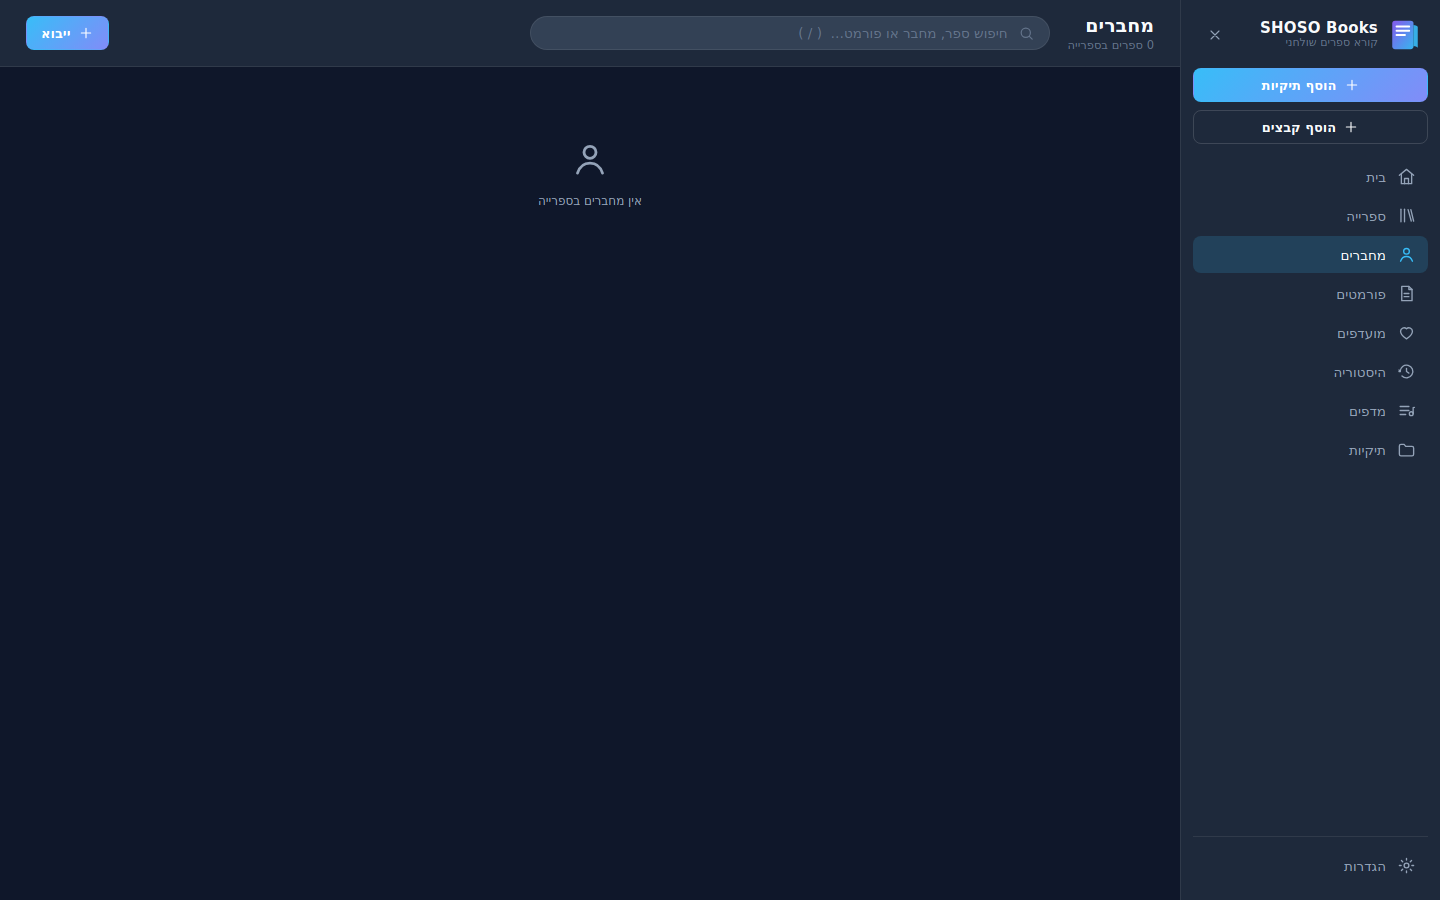 SHOSO Books
קורא ספרים שולחני
הוסף תיקיות
הוסף קבצים
בית
ספרייה
מחברים
פורמטים
מועדפים
היסטוריה
מדפים
תיקיות
הגדרות
מחברים
0 ספרים בספרייה
חיפוש ספר, מחבר או פורמט... ( / )
ייבוא
אין מחברים בספרייה